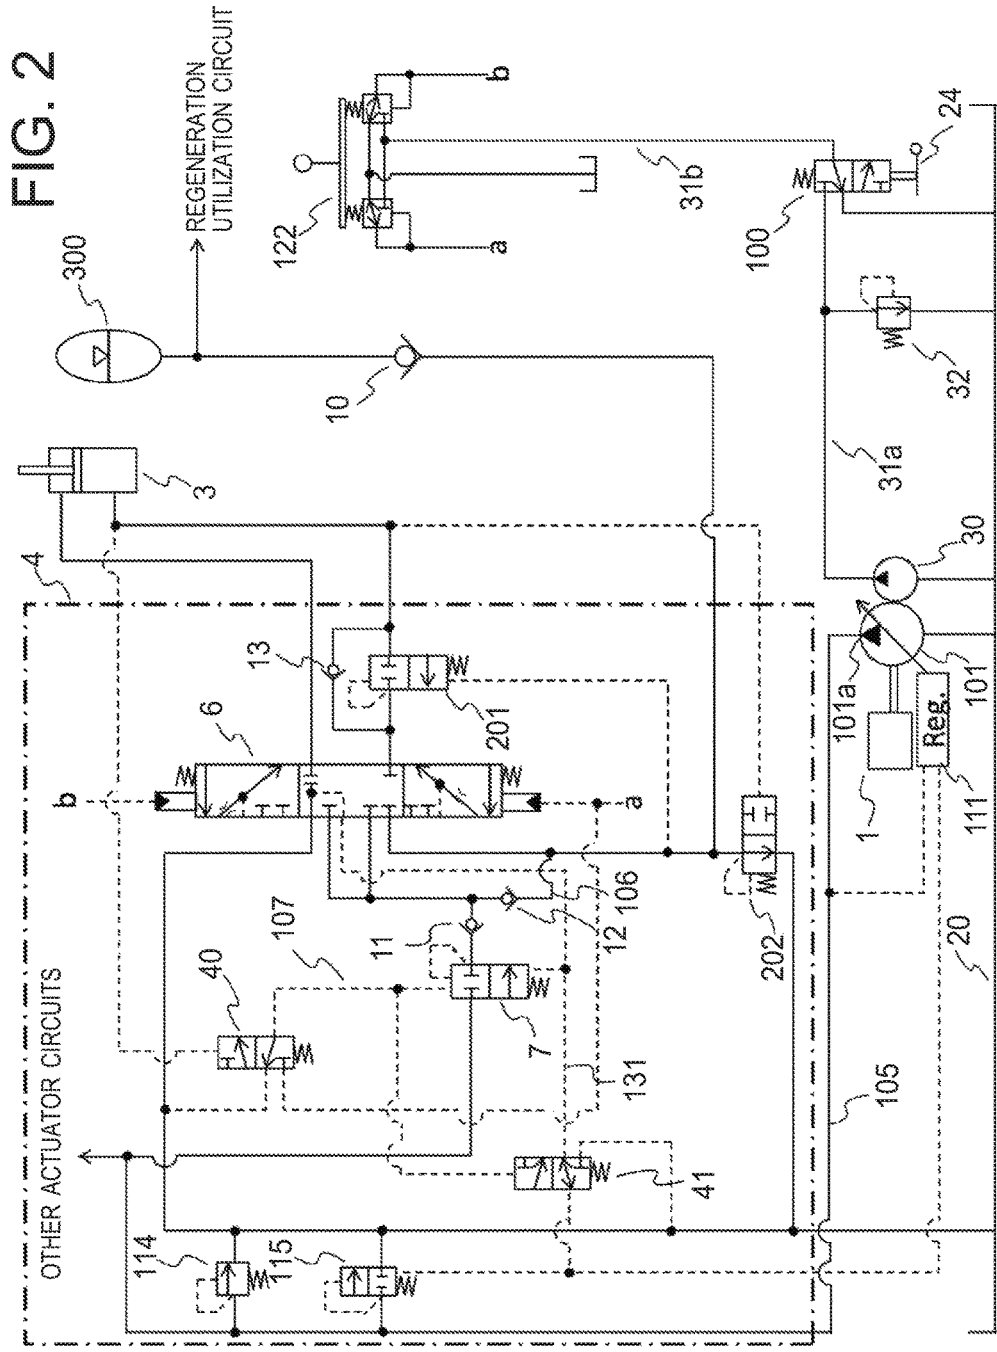 FIG. 2
REGENERATION
UTILIZATION CIRCUIT
300
122
b
a
31b
24
100
10
32
3
31a
30
4
13
201
6
b
a
101a
101
Reg.
1
111
106
12
11
107
40
7
202
20
OTHER ACTUATOR CIRCUITS
131
105
41
114
115